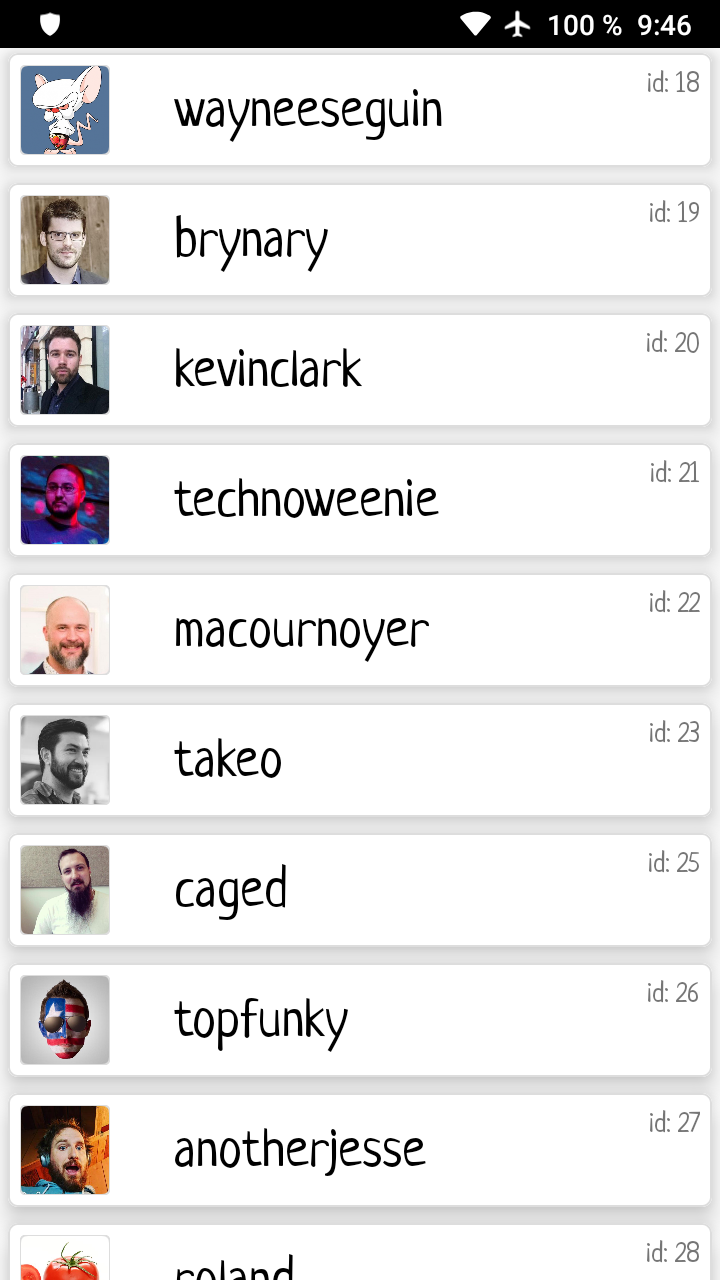 100 % 9:46
wayneeseguin
id: 18
brynary
id: 19
kevinclark
id: 20
technoweenie
id: 21
macournoyer
id: 22
takeo
id: 23
caged
id: 25
topfunky
id: 26
anotherjesse
id: 27
roland
id: 28